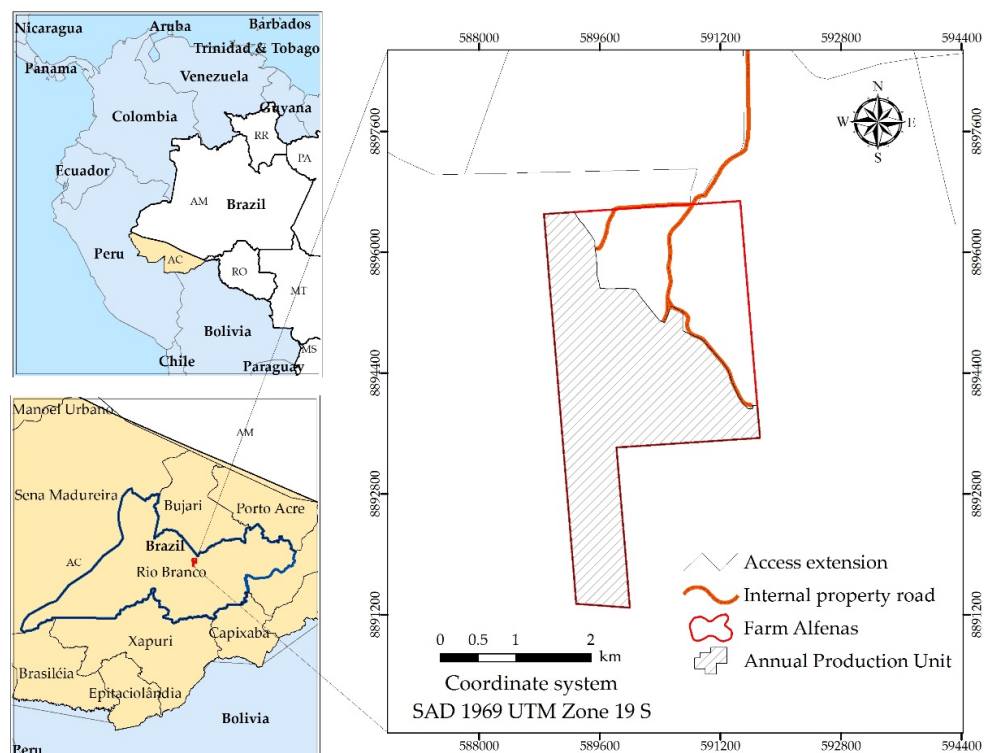 Nicaragua
Aruba
Barbados
Trinidad & Tobago
Panama
Venezuela
Guyana
Colombia
RR
PA
Ecuador
AM
Brazil
Peru
AC
RO
MT
Bolivia
MS
Chile
Paraguay
Manoel Urbano
AM
Sena Madureira
Bujari
Porto Acre
Brazil
AC
Rio Branco
Capixaba
Xapuri
Brasiléia
Epitaciolândia
Bolivia
Peru
588000 589600 591200 592800 594400
8897600
8896000
8894400
8892800
8891200
N
W E
S
Access extension
Internal property road
Farm Alfenas
Annual Production Unit
0 0.5 1 2
km
Coordinate system
SAD 1969 UTM Zone 19 S
8897600
8896000
8894400
8892800
8891200
588000 589600 591200 592800 594400